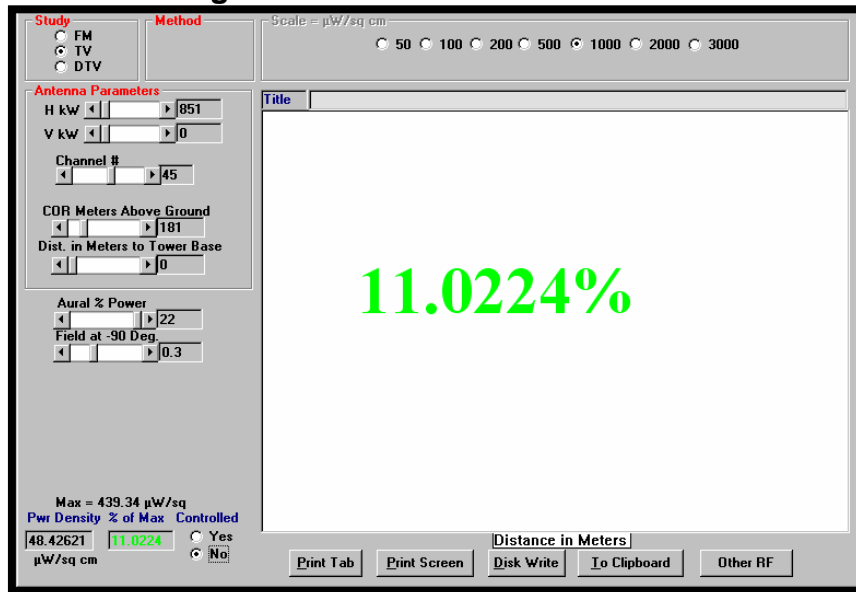 Study
FM
TV
DTV
Method
Scale = µW/sq cm
50 100 200 500 1000 2000 3000
Antenna Parameters
H kW 851
V kW 0
Channel #
45
COR Meters Above Ground
181
Dist. in Meters to Tower Base
0
Aural % Power
22
Field at -90 Deg.
0.3
Max = 439.34 µW/sq
Pwr Density % of Max Controlled
48.42621 11.0224 Yes
µW/sq cm No
Title
11.0224%
Distance in Meters
Print Tab Print Screen Disk Write To Clipboard Other RF